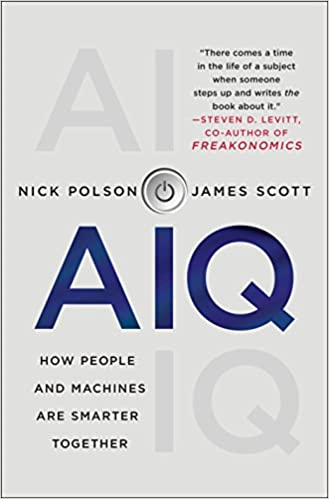 AI
"There comes a time
in the life of a subject
when someone
steps up and writes the
book about it."
—STEVEN D. LEVITT,
CO-AUTHOR OF
FREAKONOMICS
NICK POLSON JAMES SCOTT
AIQ
HOW PEOPLE
AND MACHINES
ARE SMARTER
TOGETHER
IQ